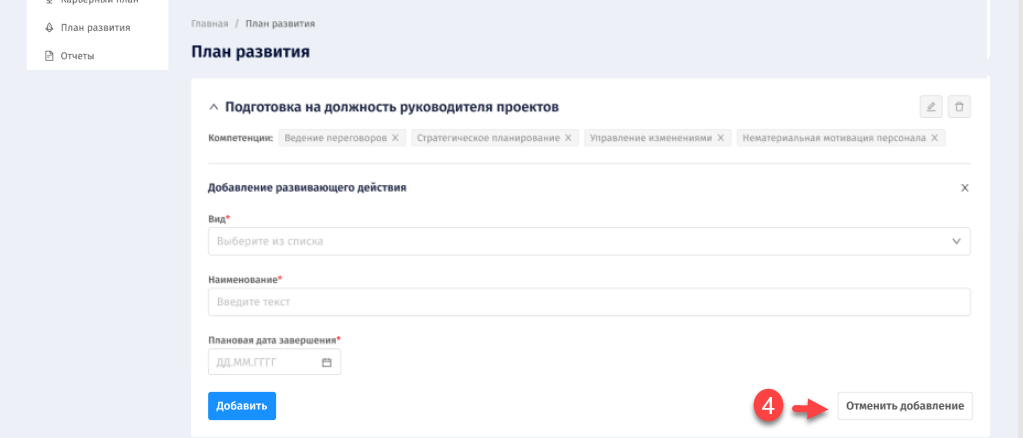 Карьерный план
План развития
Отчеты
Главная / План развития
План развития
Подготовка на должность руководителя проектов
Компетенции: Ведение переговоров X Стратегическое планирование X Управление изменениями X Нематериальная мотивация персонала X
Добавление развивающего действия X
Вид*
Выберите из списка
Наименование*
Введите текст
Плановая дата завершения*
ДД.ММ.ГГГГ
Добавить 4 Отменить добавление